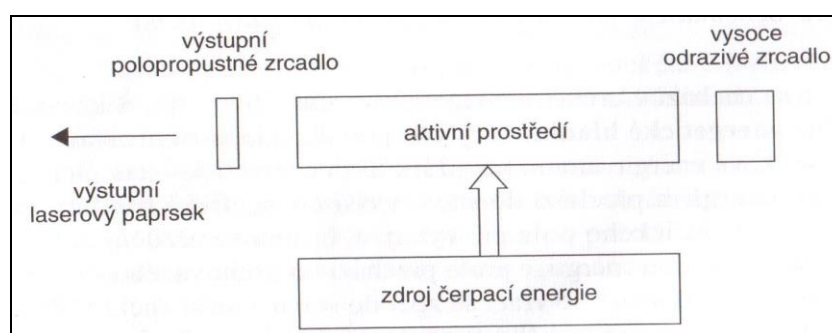 výstupní
polopropustné zrcadlo
vysoce
odrazivé zrcadlo
aktivní prostředí
výstupní
laserový paprsek
zdroj čerpací energie